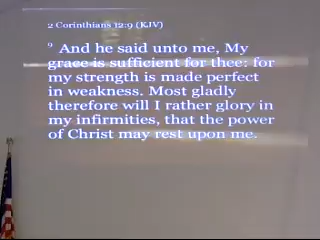 2 Corinthians 12:9 (KJV)
9 And he said unto me, My
grace is sufficient for thee: for
my strength is made perfect
in weakness. Most gladly
therefore will I rather glory in
my infirmities, that the power
of Christ may rest upon me.